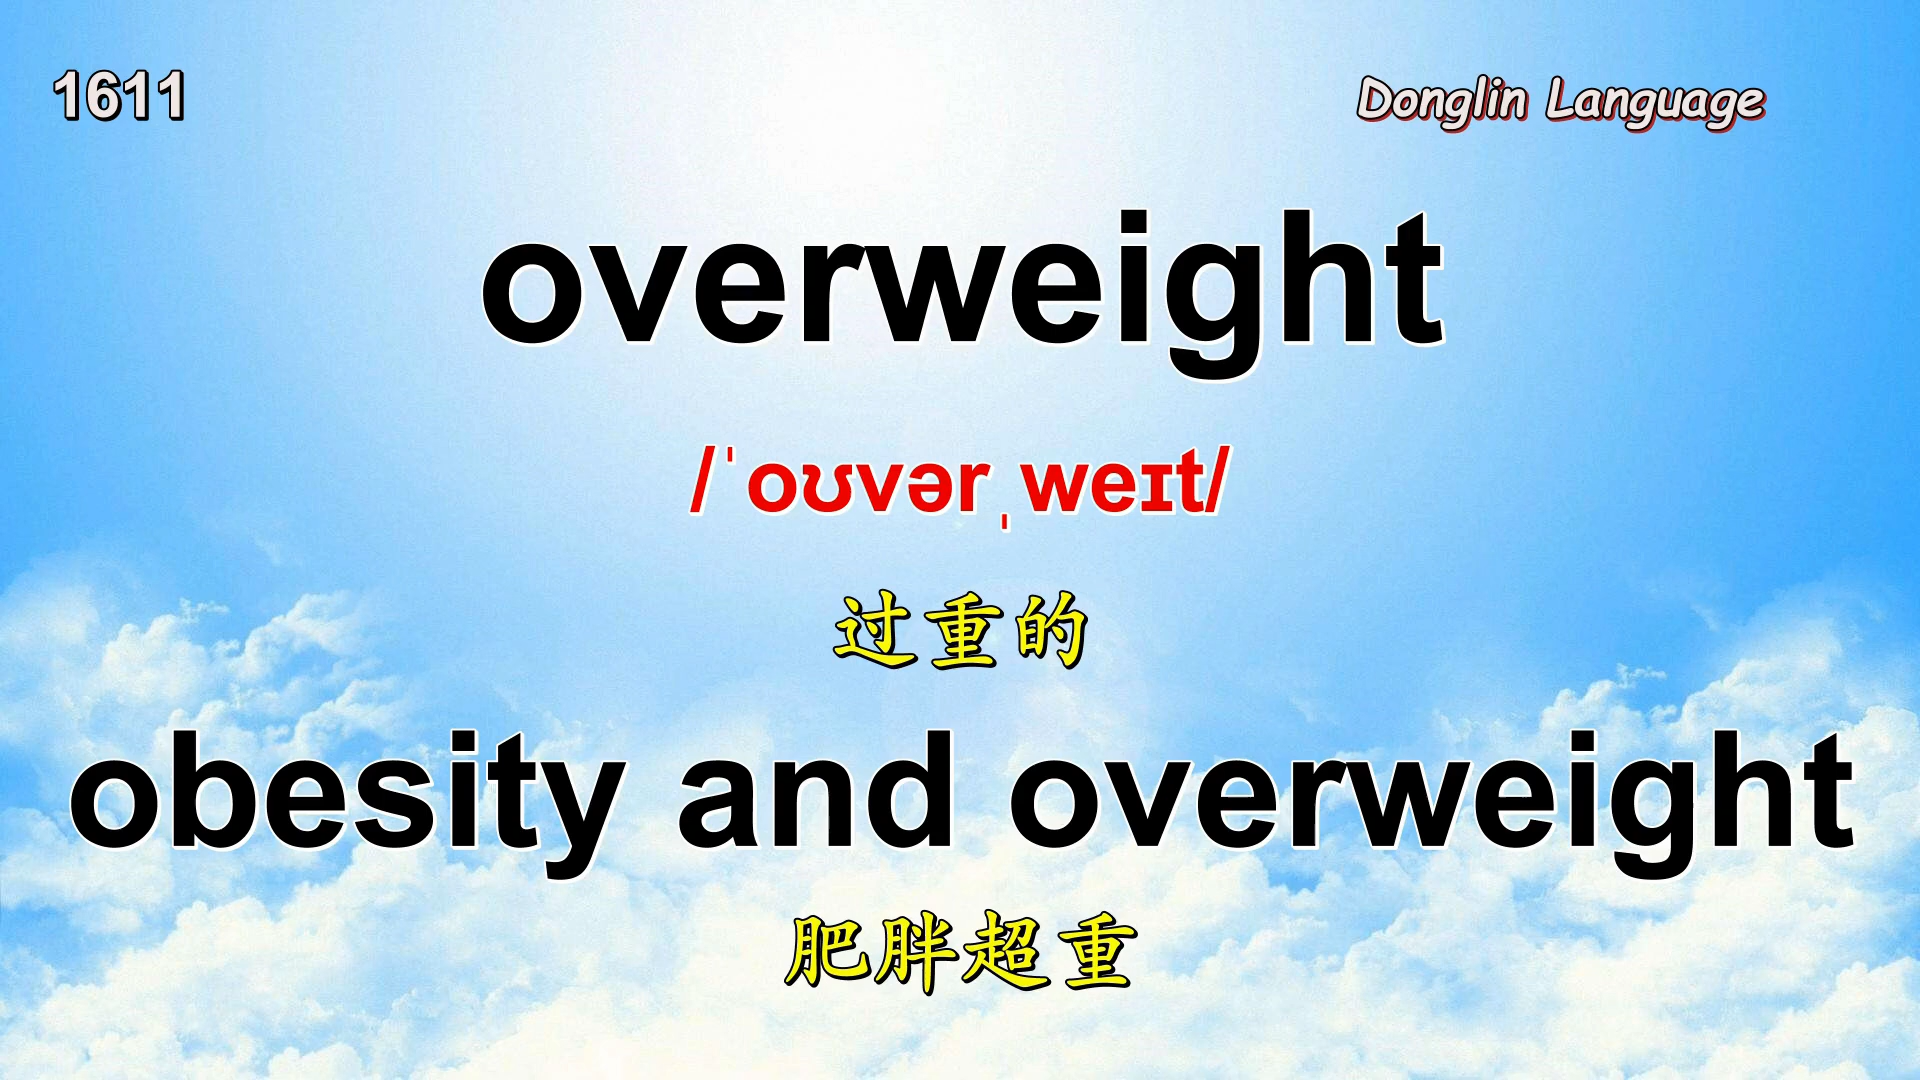 1611
Donglin Language
overweight
/ˈoʊvərˌweɪt/
过重的
obesity and overweight
肥胖超重